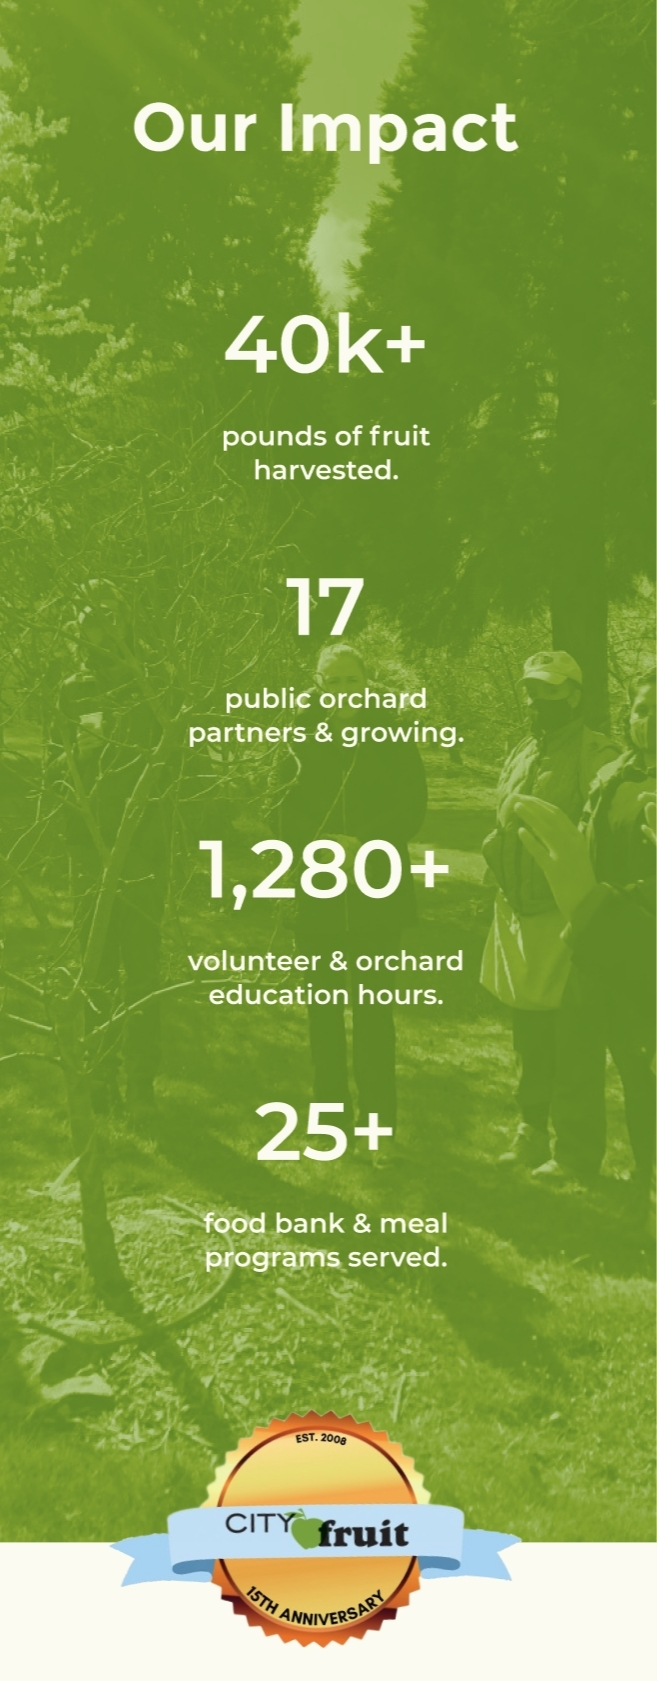 Our Impact
40k+
pounds of fruit
harvested.
17
public orchard
partners & growing.
1,280+
volunteer & orchard
education hours.
25+
food bank & meal
programs served.
EST. 2008
CITY fruit
15TH ANNIVERSARY